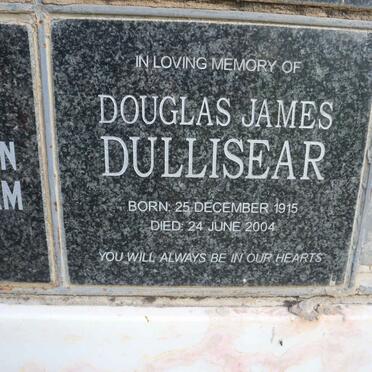 IN LOVING MEMORY OF
DOUGLAS JAMES
DULLISEAR
BORN: 25 DECEMBER 1915
DIED: 24 JUNE 2004
YOU WILL ALWAYS BE IN OUR HEARTS